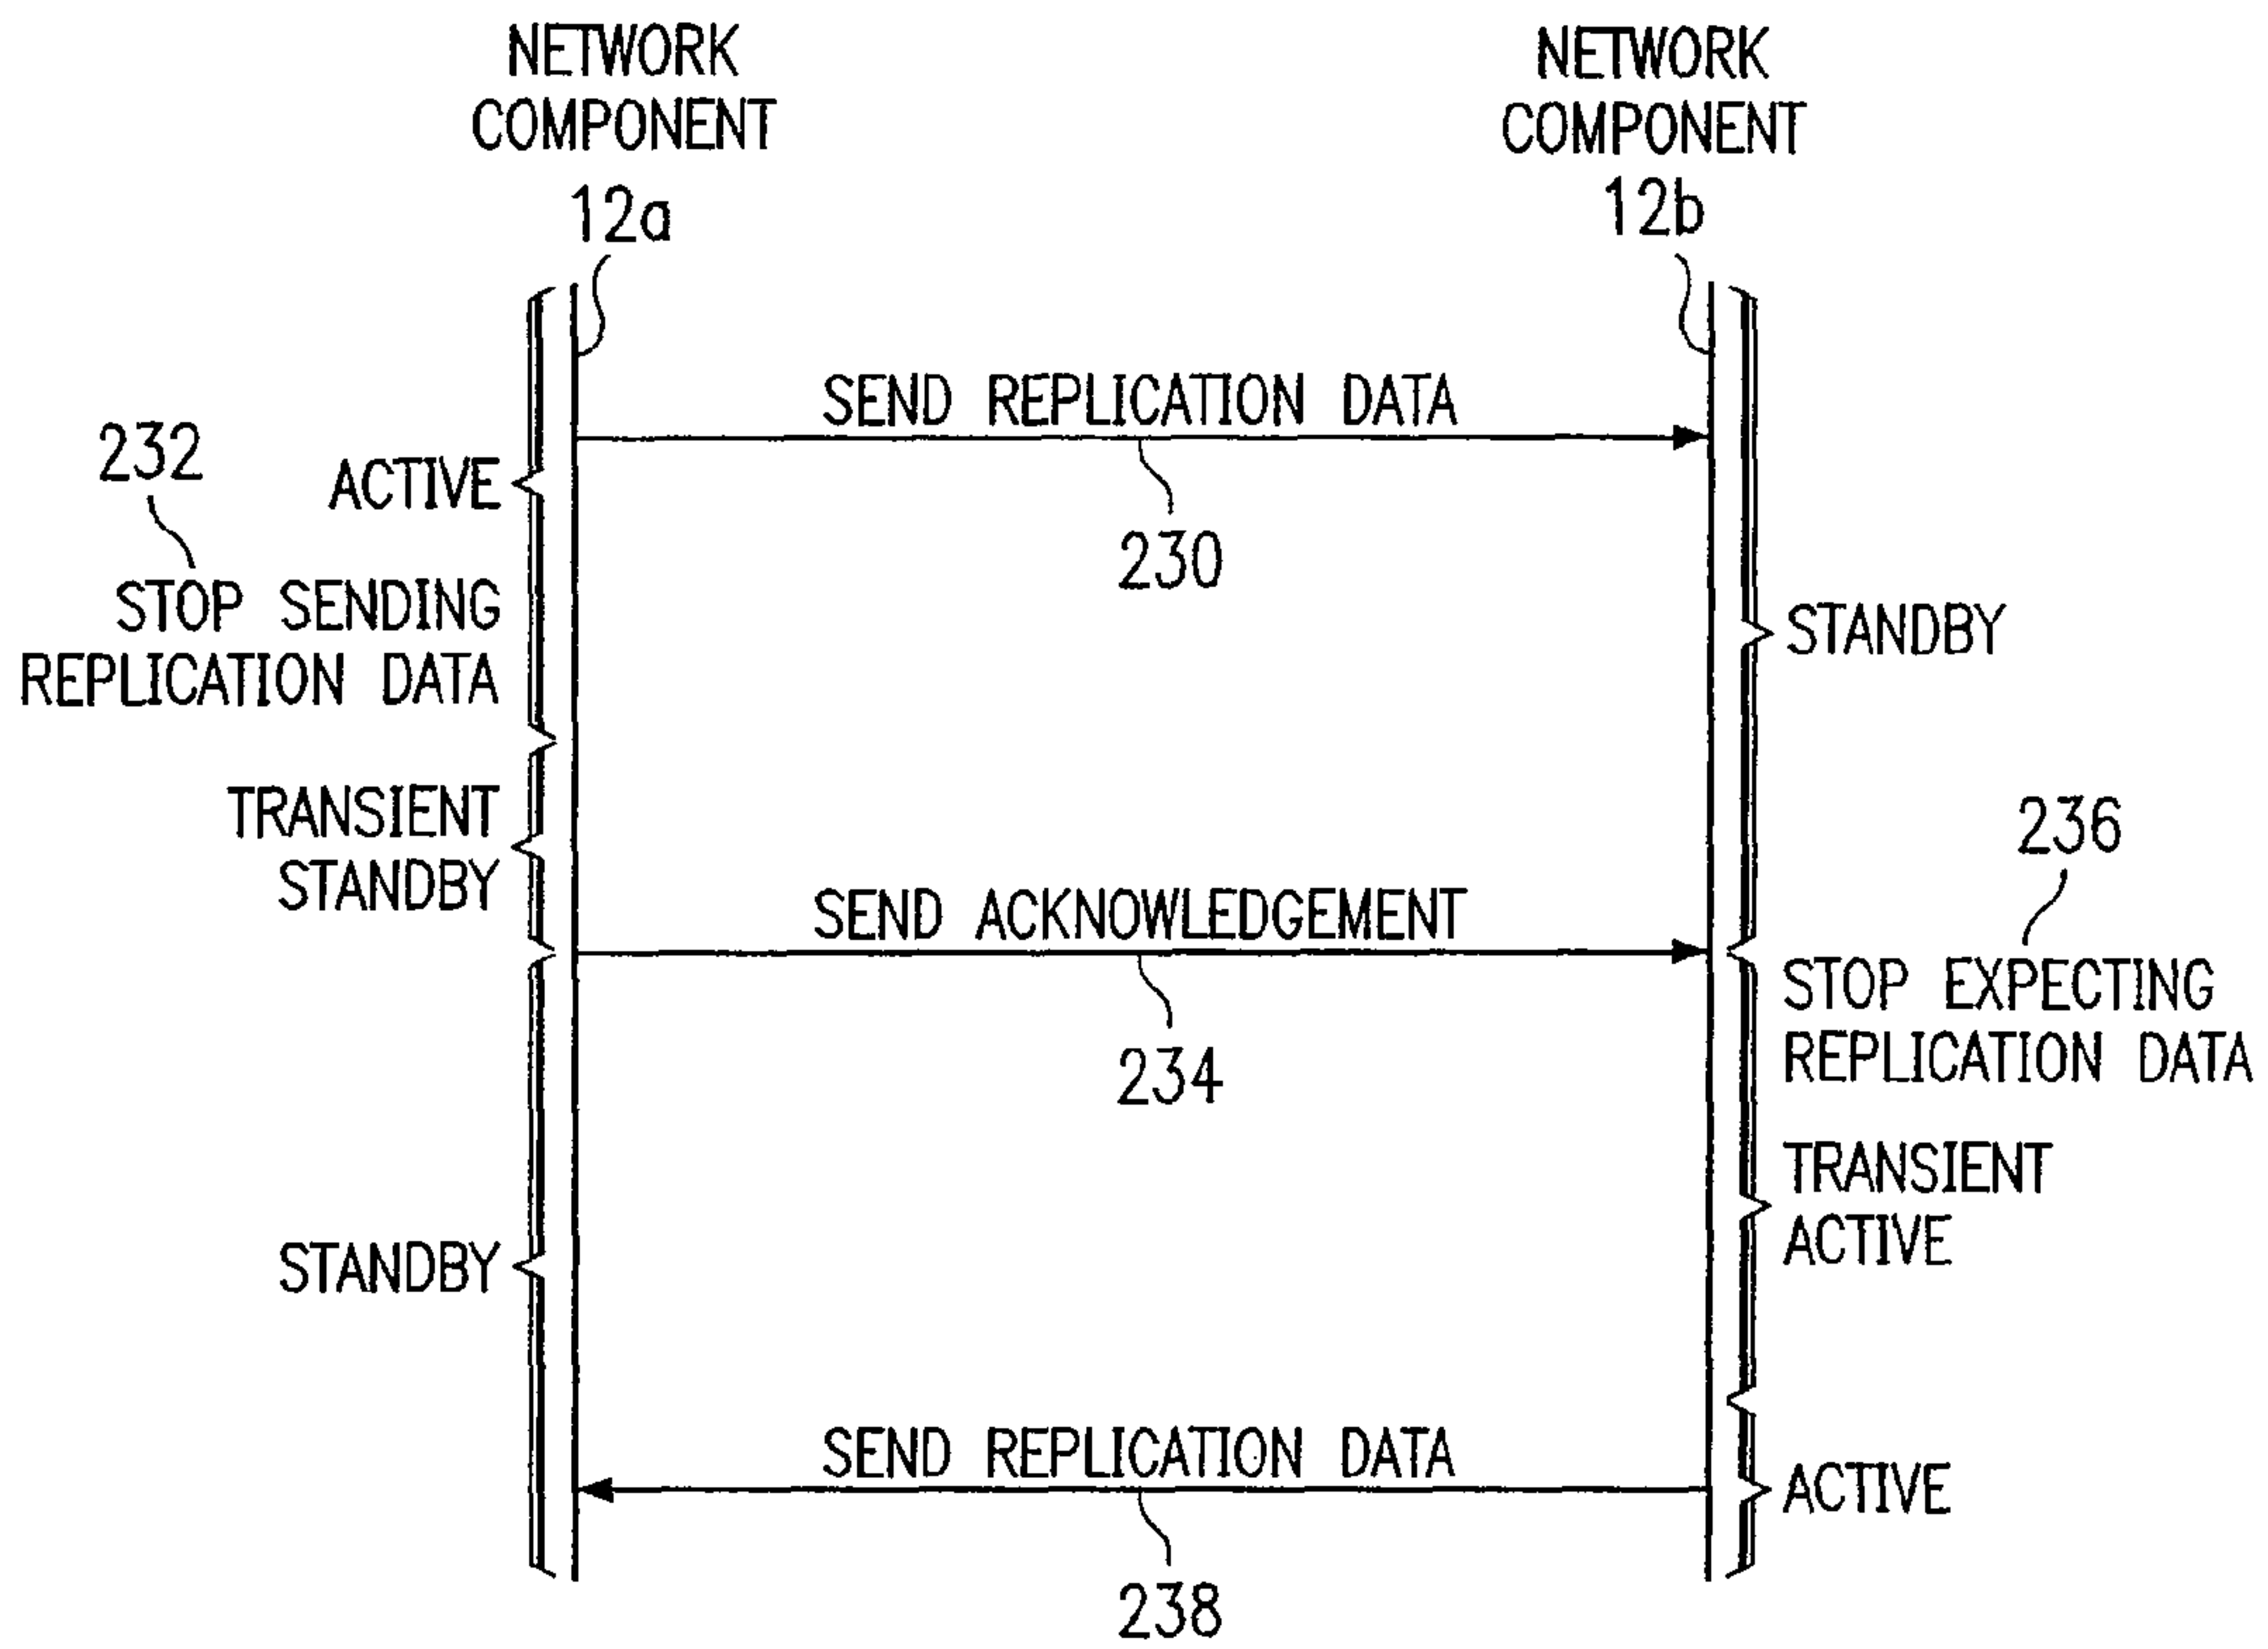 NETWORK
COMPONENT
12a
NETWORK
COMPONENT
12b
SEND REPLICATION DATA
230
232
ACTIVE
STOP SENDING
REPLICATION DATA
STANDBY
TRANSIENT
STANDBY
236
SEND ACKNOWLEDGEMENT
234
STOP EXPECTING
REPLICATION DATA
TRANSIENT
ACTIVE
STANDBY
SEND REPLICATION DATA
238
ACTIVE